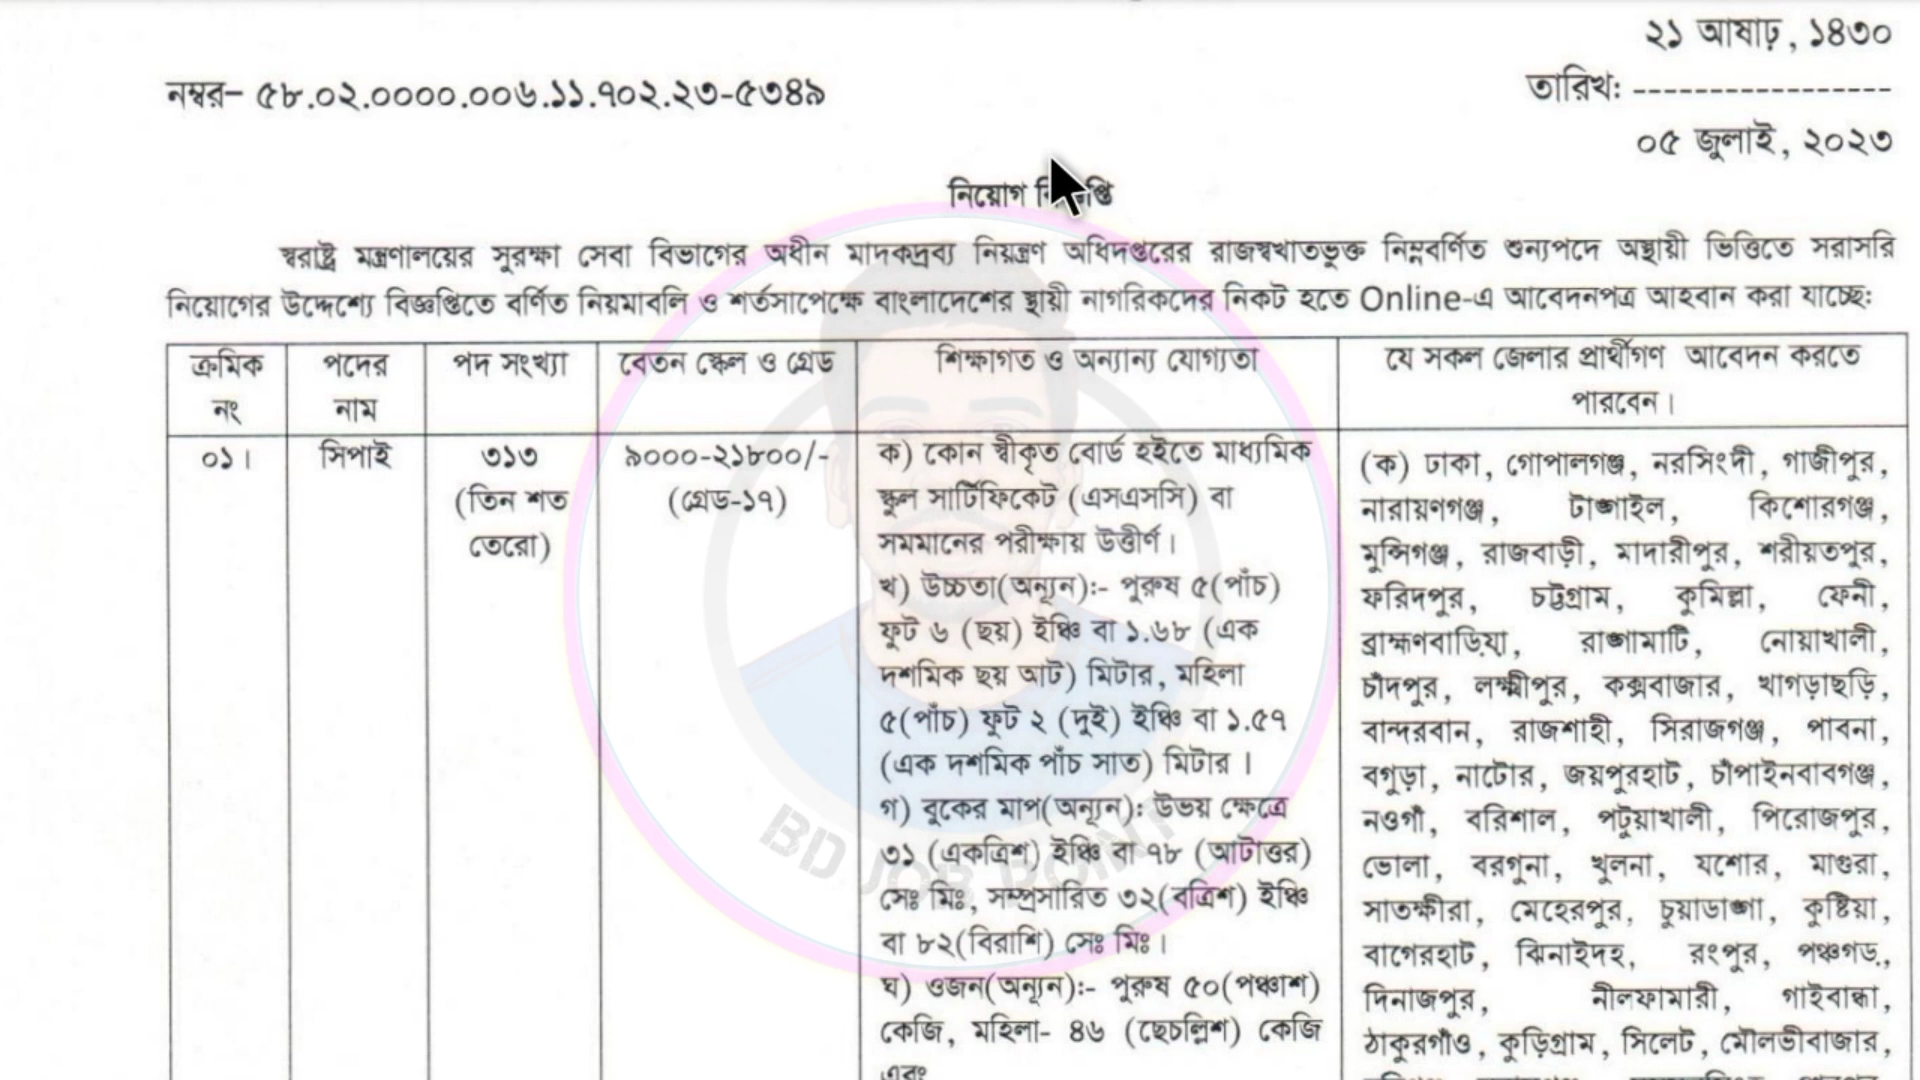 ২১ আষাঢ়, ১৪৩০
নম্বর- ৫৮.০২.০০০০.০০৬.১১.৭০২.২৩-৫৩৪৯
তারিখ: -----------------
০৫ জুলাই, ২০২৩
নিয়োগ
স্বরাষ্ট্র মন্ত্রণালয়ের সুরক্ষা সেবা বিভাগের অধীন মাদকদ্রব্য নিয়ন্ত্রণ অধিদপ্তরের রাজস্বখাতভুক্ত নিম্নবর্ণিত শুন্যপদে অস্থায়ী ভিত্তিতে সরাসরি
নিয়োগের উদ্দেশ্যে বিজ্ঞপ্তিতে বর্ণিত নিয়মাবলি ও শর্তসাপেক্ষে বাংলাদেশের স্থায়ী নাগরিকদের নিকট হতে Online-এ আবেদনপত্র আহবান করা যাচ্ছে:
ক্রমিক
নং
পদের
নাম
পদ সংখ্যা
বেতন স্কেল ও গ্রেড
শিক্ষাগত ও অন্যান্য যোগ্যতা
যে সকল জেলার প্রার্থীগণ আবেদন করতে
পারবেন।
০১।
সিপাই
৩১৩
(তিন শত
তেরো)
৯০০০-২১৮০০/-
(গ্রেড-১৭)
ক) কোন স্বীকৃত বোর্ড হইতে মাধ্যমিক
স্কুল সার্টিফিকেট (এসএসসি) বা
সমমানের পরীক্ষায় উত্তীর্ণ।
খ) উচ্চতা(অন্যূন):- পুরুষ ৫(পাঁচ)
ফুট ৬ (ছয়) ইঞ্চি বা ১.৬৮ (এক
দশমিক ছয় আট) মিটার, মহিলা
৫(পাঁচ) ফুট ২ (দুই) ইঞ্চি বা ১.৫৭
(এক দশমিক পাঁচ সাত) মিটার।
গ) বুকের মাপ(অন্যূন): উভয় ক্ষেত্রে
৩১ (একত্রিশ) ইঞ্চি বা ৭৮ (আটাত্তর)
সেঃ মিঃ, সম্প্রসারিত ৩২(বত্রিশ) ইঞ্চি
বা ৮২(বিরাশি) সেঃ মিঃ।
ঘ) ওজন(অন্যূন):- পুরুষ ৫০(পঞ্চাশ)
কেজি, মহিলা- ৪৬ (ছেচল্লিশ) কেজি
এবং
(ক) ঢাকা, গোপালগঞ্জ, নরসিংদী, গাজীপুর,
নারায়ণগঞ্জ, টাঙ্গাইল, কিশোরগঞ্জ,
মুন্সিগঞ্জ, রাজবাড়ী, মাদারীপুর, শরীয়তপুর,
ফরিদপুর, চট্টগ্রাম, কুমিল্লা, ফেনী,
ব্রাহ্মণবাড়িয়া, রাঙ্গামাটি, নোয়াখালী,
চাঁদপুর, লক্ষ্মীপুর, কক্সবাজার, খাগড়াছড়ি,
বান্দরবান, রাজশাহী, সিরাজগঞ্জ, পাবনা,
বগুড়া, নাটোর, জয়পুরহাট, চাঁপাইনবাবগঞ্জ,
নওগাঁ, বরিশাল, পটুয়াখালী, পিরোজপুর,
ভোলা, বরগুনা, খুলনা, যশোর, মাগুরা,
সাতক্ষীরা, মেহেরপুর, চুয়াডাঙ্গা, কুষ্টিয়া,
বাগেরহাট, ঝিনাইদহ, রংপুর, পঞ্চগড়,
দিনাজপুর, নীলফামারী, গাইবান্ধা,
ঠাকুরগাঁও, কুড়িগ্রাম, সিলেট, মৌলভীবাজার,
BD JOB POINT